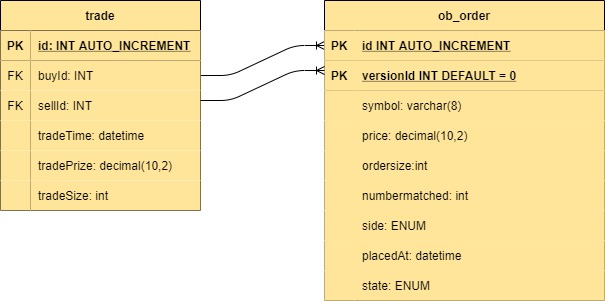 trade
PK id: INT AUTO_INCREMENT
FK buyId: INT
FK sellId: INT
tradeTime: datetime
tradePrize: decimal(10,2)
tradeSize: int
ob_order
PK id INT AUTO_INCREMENT
PK versionId INT DEFAULT = 0
symbol: varchar(8)
price: decimal(10,2)
ordersize:int
numbermatched: int
side: ENUM
placedAt: datetime
state: ENUM